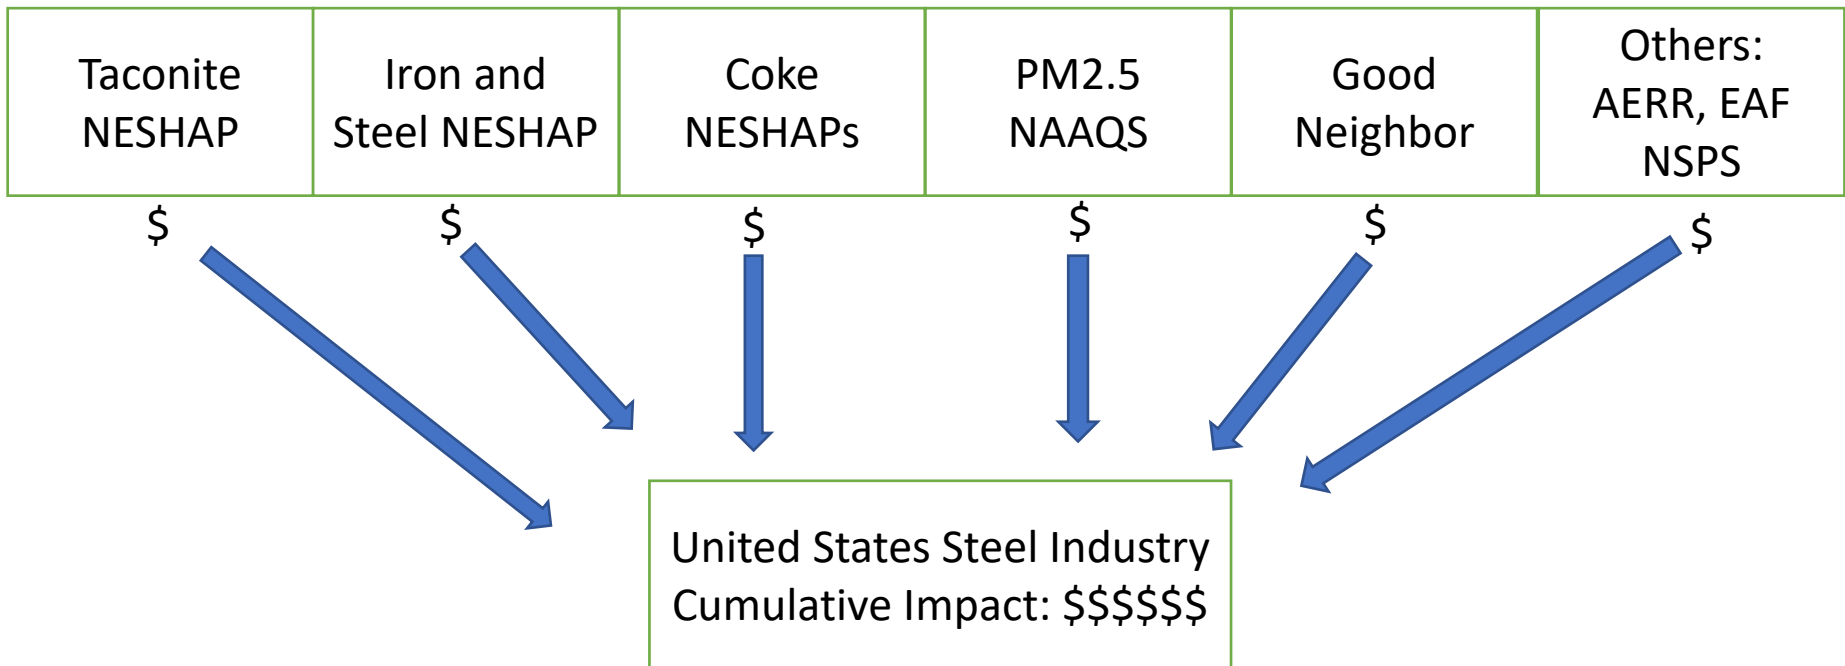 Taconite
NESHAP
Iron and
Steel NESHAP
Coke
NESHAPs
PM2.5
NAAQS
Good
Neighbor
Others:
AERR, EAF
NSPS
$
$
$
$
$
$
United States Steel Industry
Cumulative Impact: $$$$$$